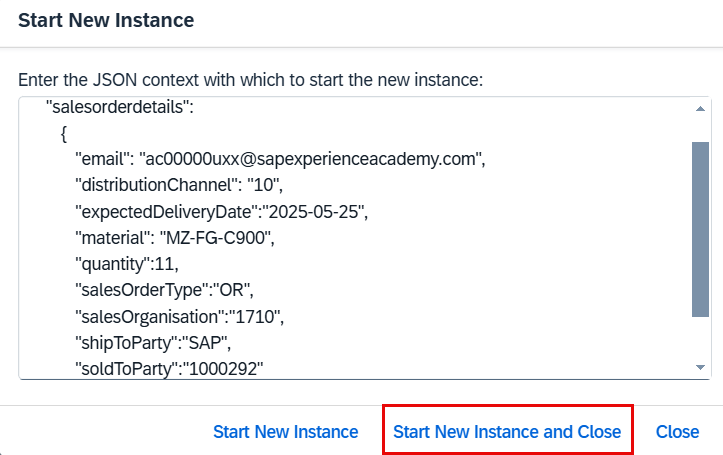 Start New Instance
Enter the JSON context with which to start the new instance:
"salesorderdetails":
{
"email": "ac00000uxx@sapexperienceacademy.com",
"distributionChannel": "10",
"expectedDeliveryDate":"2025-05-25",
"material": "MZ-FG-C900",
"quantity":11,
"salesOrderType":"OR",
"salesOrganisation":"1710",
"shipToParty":"SAP",
"soldToParty":"1000292"
Start New Instance Start New Instance and Close Close